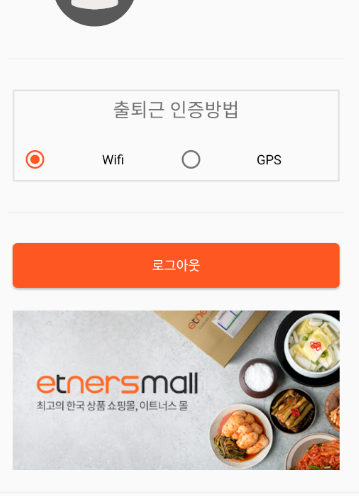 출퇴근 인증방법
Wifi
GPS
로그아웃
etnersmall
최고의 한국 상품 쇼핑몰, 이트너스 몰